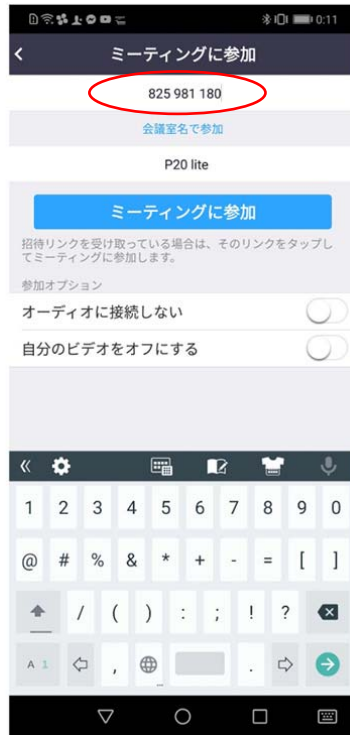 0:11
ミーティングに参加
825 981 180
会議室名で参加
P20 lite
ミーティングに参加
招待リンクを受け取っている場合は、そのリンクをタップし
てミーティングに参加します。
参加オプション
オーディオに接続しない
自分のビデオをオフにする
1 2 3 4 5 6 7 8 9 0
@ # % & * + - = [ ]
/ ( ) : ; ! ?
A 1 , .